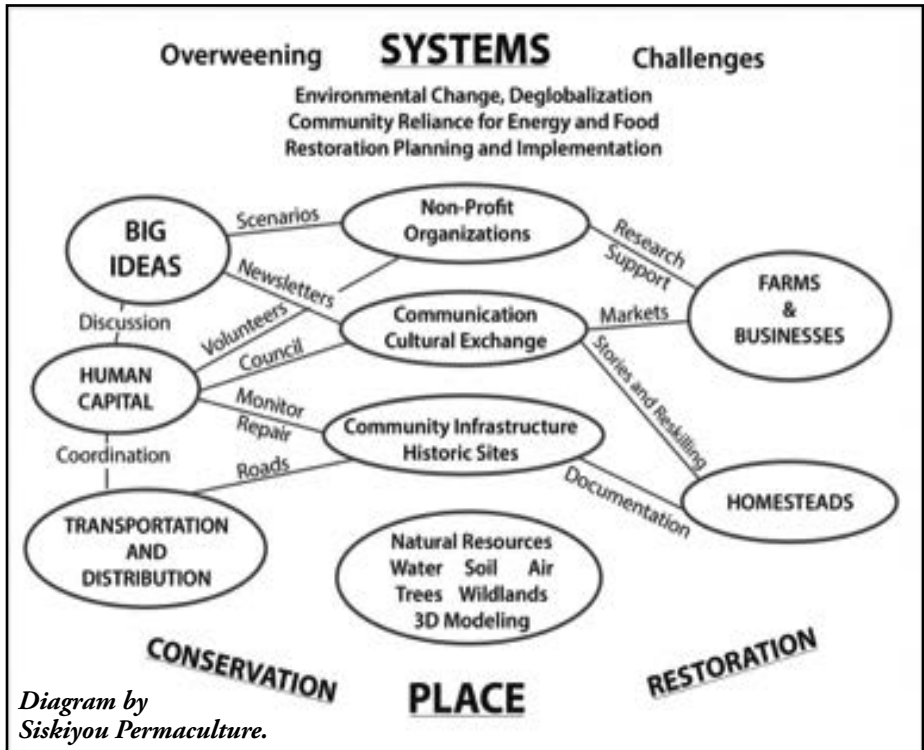 Overweening SYSTEMS Challenges
Environmental Change, Deglobalization
Community Reliance for Energy and Food
Restoration Planning and Implementation
BIG
IDEAS
Scenarios
Non-Profit
Organizations
Research
Support
Newsletters
FARMS
&
BUSINESSES
Discussion
Volunteers
Communication
Cultural Exchange
Markets
Council
HUMAN
CAPITAL
Stories and Reskilling
Monitor
Repair
Community Infrastructure
Historic Sites
Coordination
Roads
Documentation
HOMESTEADS
TRANSPORTATION
AND
DISTRIBUTION
Natural Resources
Water Soil Air
Trees Wildlands
3D Modeling
CONSERVATION
PLACE
RESTORATION
Diagram by
Siskiyou Permaculture.